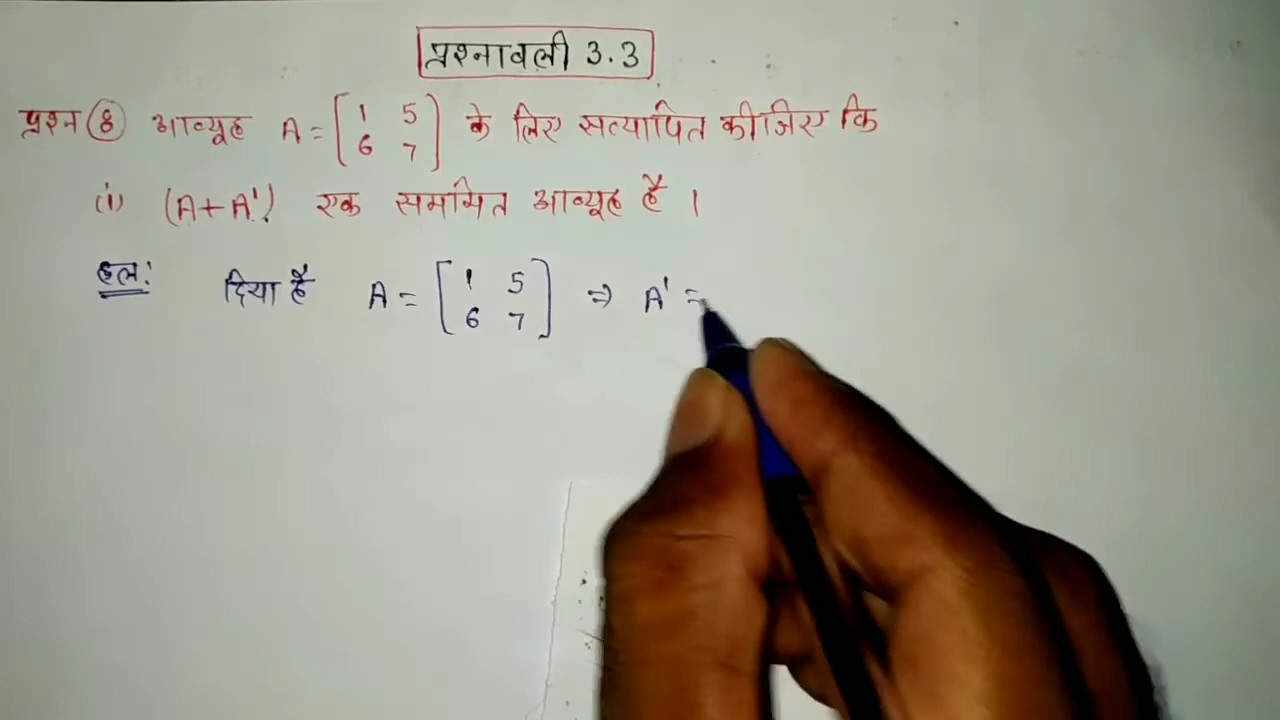 प्रश्नावली 3.3
प्रश्न (8) आव्यूह A = [1 5
6 7] के लिए सत्यापित कीजिए कि
(i) (A+A') एक सममित आव्यूह है ।
हल: दिया है A = [1 5
6 7] ⇒ A' =